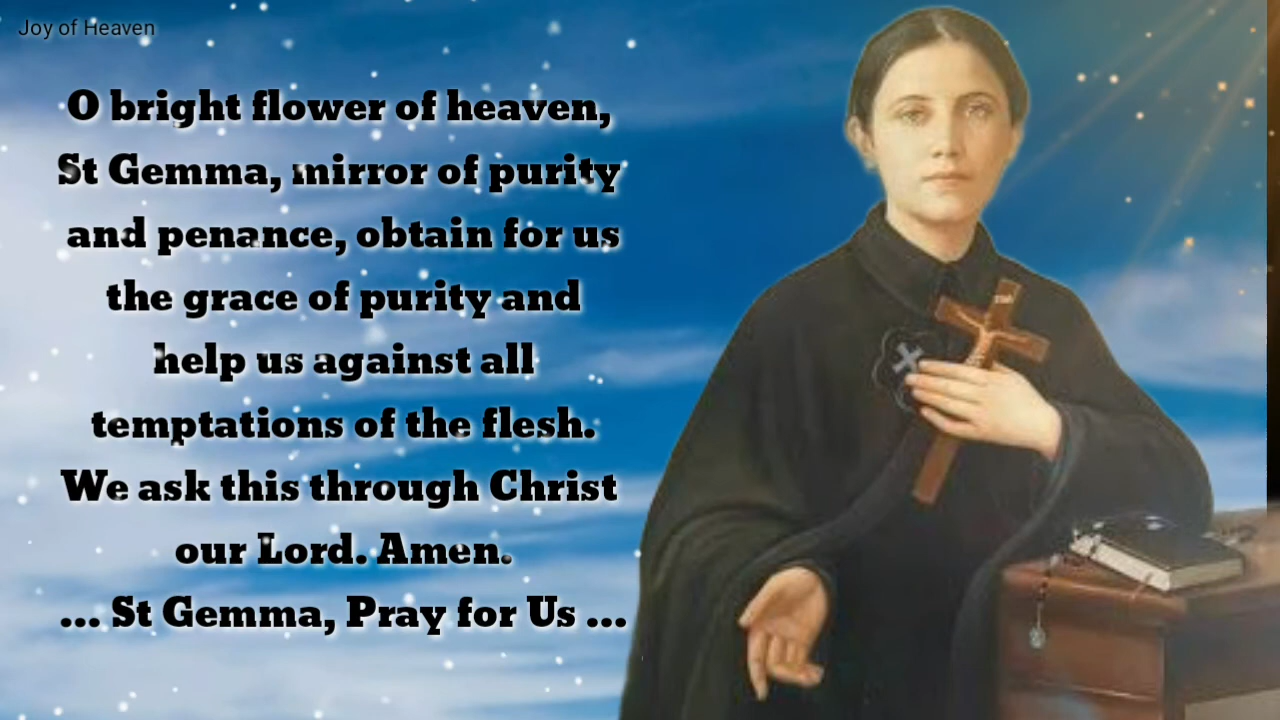 Joy of Heaven
O bright flower of heaven,
St Gemma, mirror of purity
and penance, obtain for us
the grace of purity and
help us against all
temptations of the flesh.
We ask this through Christ
our Lord. Amen.
... St Gemma, Pray for Us ...